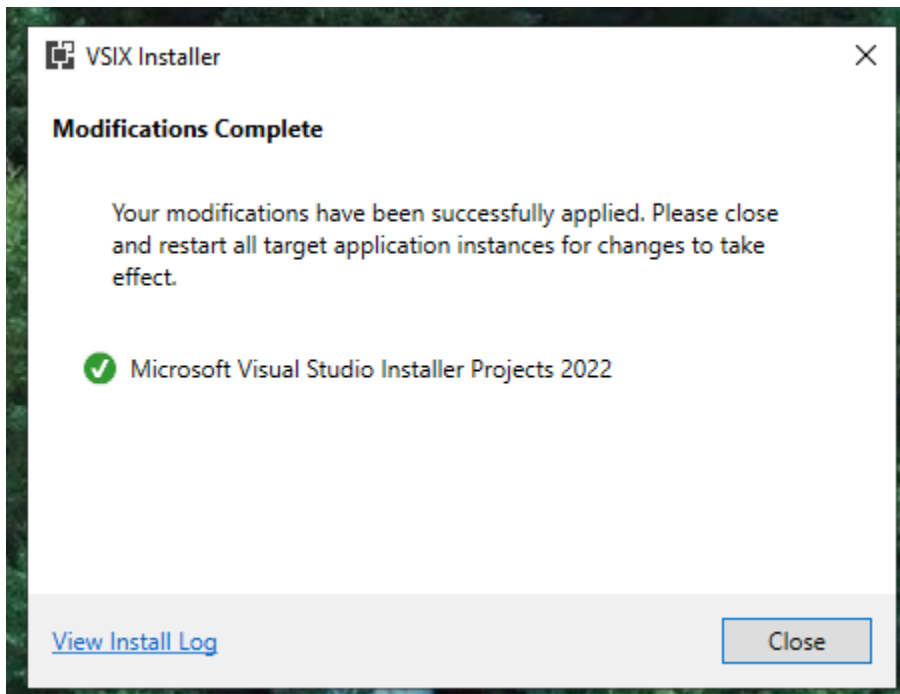 VSIX Installer
Modifications Complete
Your modifications have been successfully applied. Please close
and restart all target application instances for changes to take
effect.
Microsoft Visual Studio Installer Projects 2022
View Install Log
Close